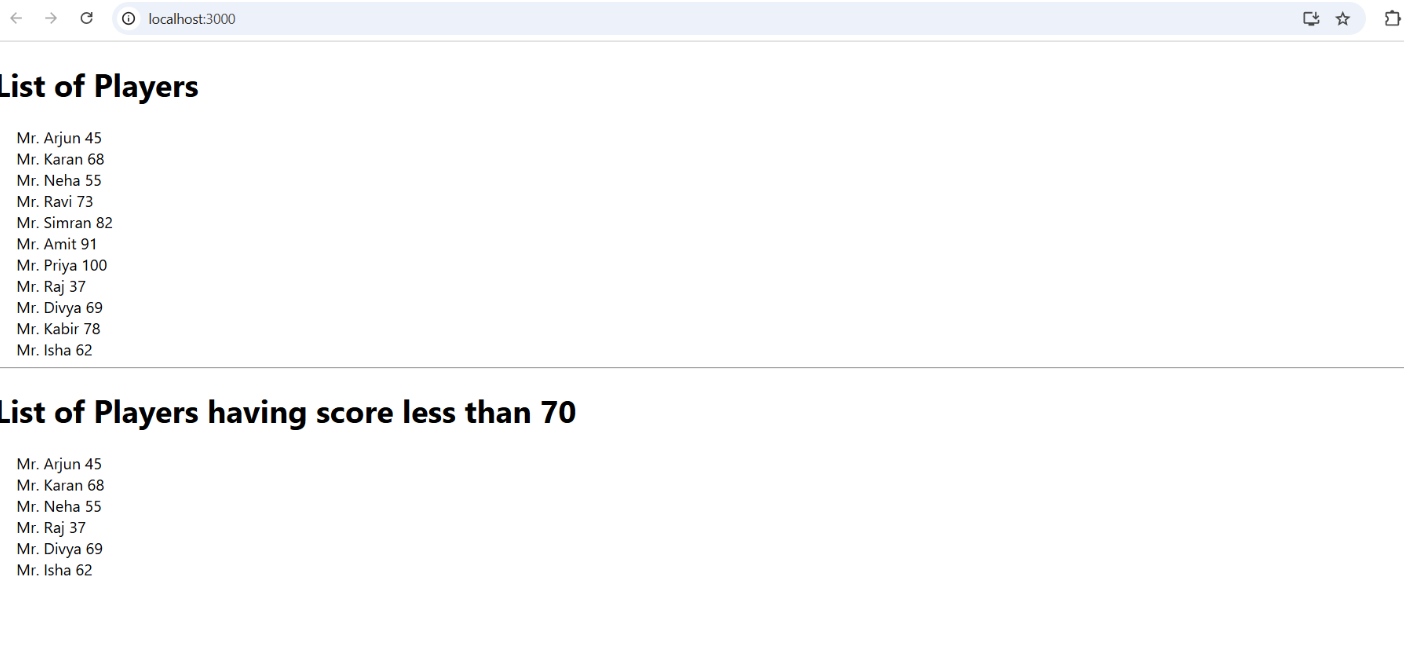 localhost:3000
List of Players
Mr. Arjun 45
Mr. Karan 68
Mr. Neha 55
Mr. Ravi 73
Mr. Simran 82
Mr. Amit 91
Mr. Priya 100
Mr. Raj 37
Mr. Divya 69
Mr. Kabir 78
Mr. Isha 62
List of Players having score less than 70
Mr. Arjun 45
Mr. Karan 68
Mr. Neha 55
Mr. Raj 37
Mr. Divya 69
Mr. Isha 62